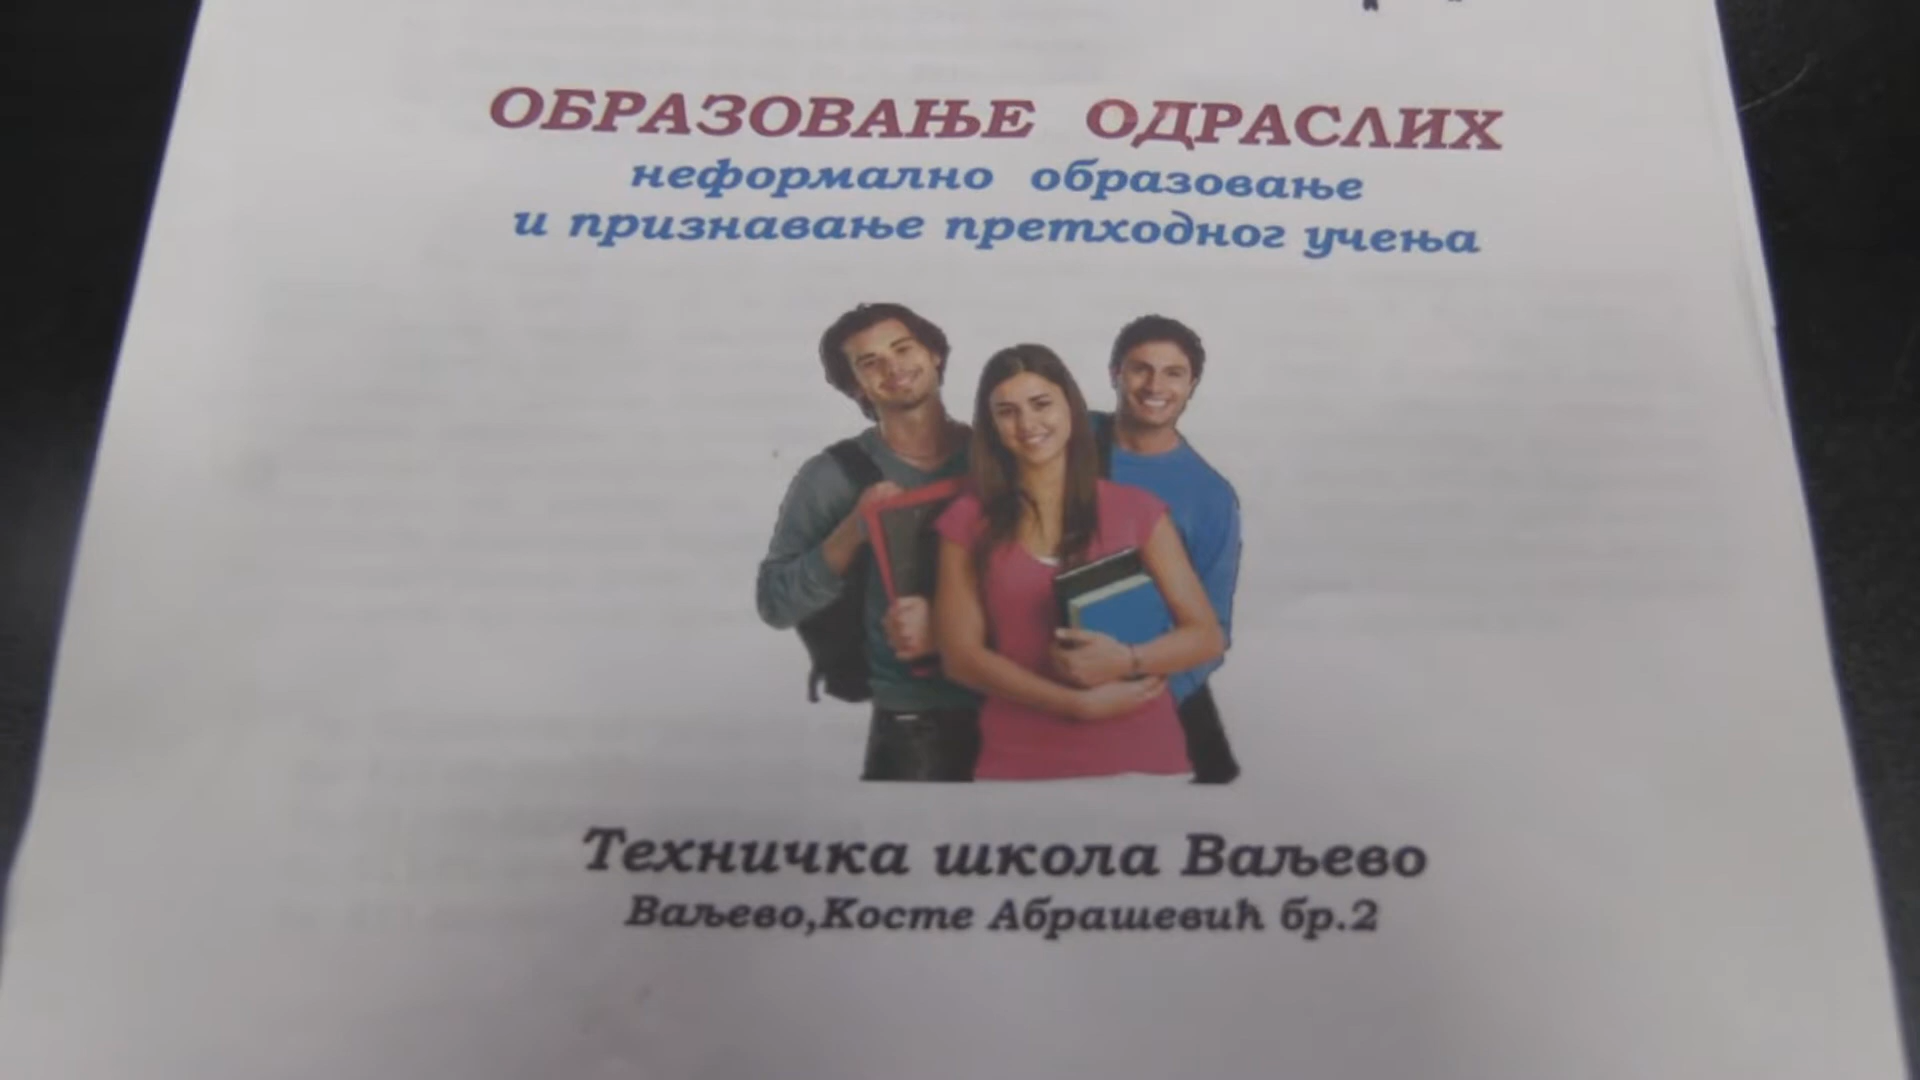 ОБРАЗОВАЊЕ ОДРАСЛИХ
неформално образовање
и признавање претходног учења
Техничка школа Ваљево
Ваљево,Косте Абрашевић бр.2